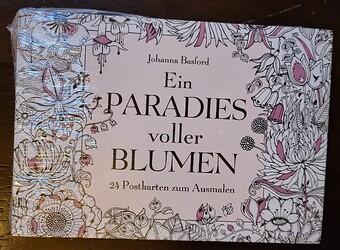 Johanna Basford
Ein
PARADIES
voller
BLUMEN
24 Postkarten zum Ausmalen